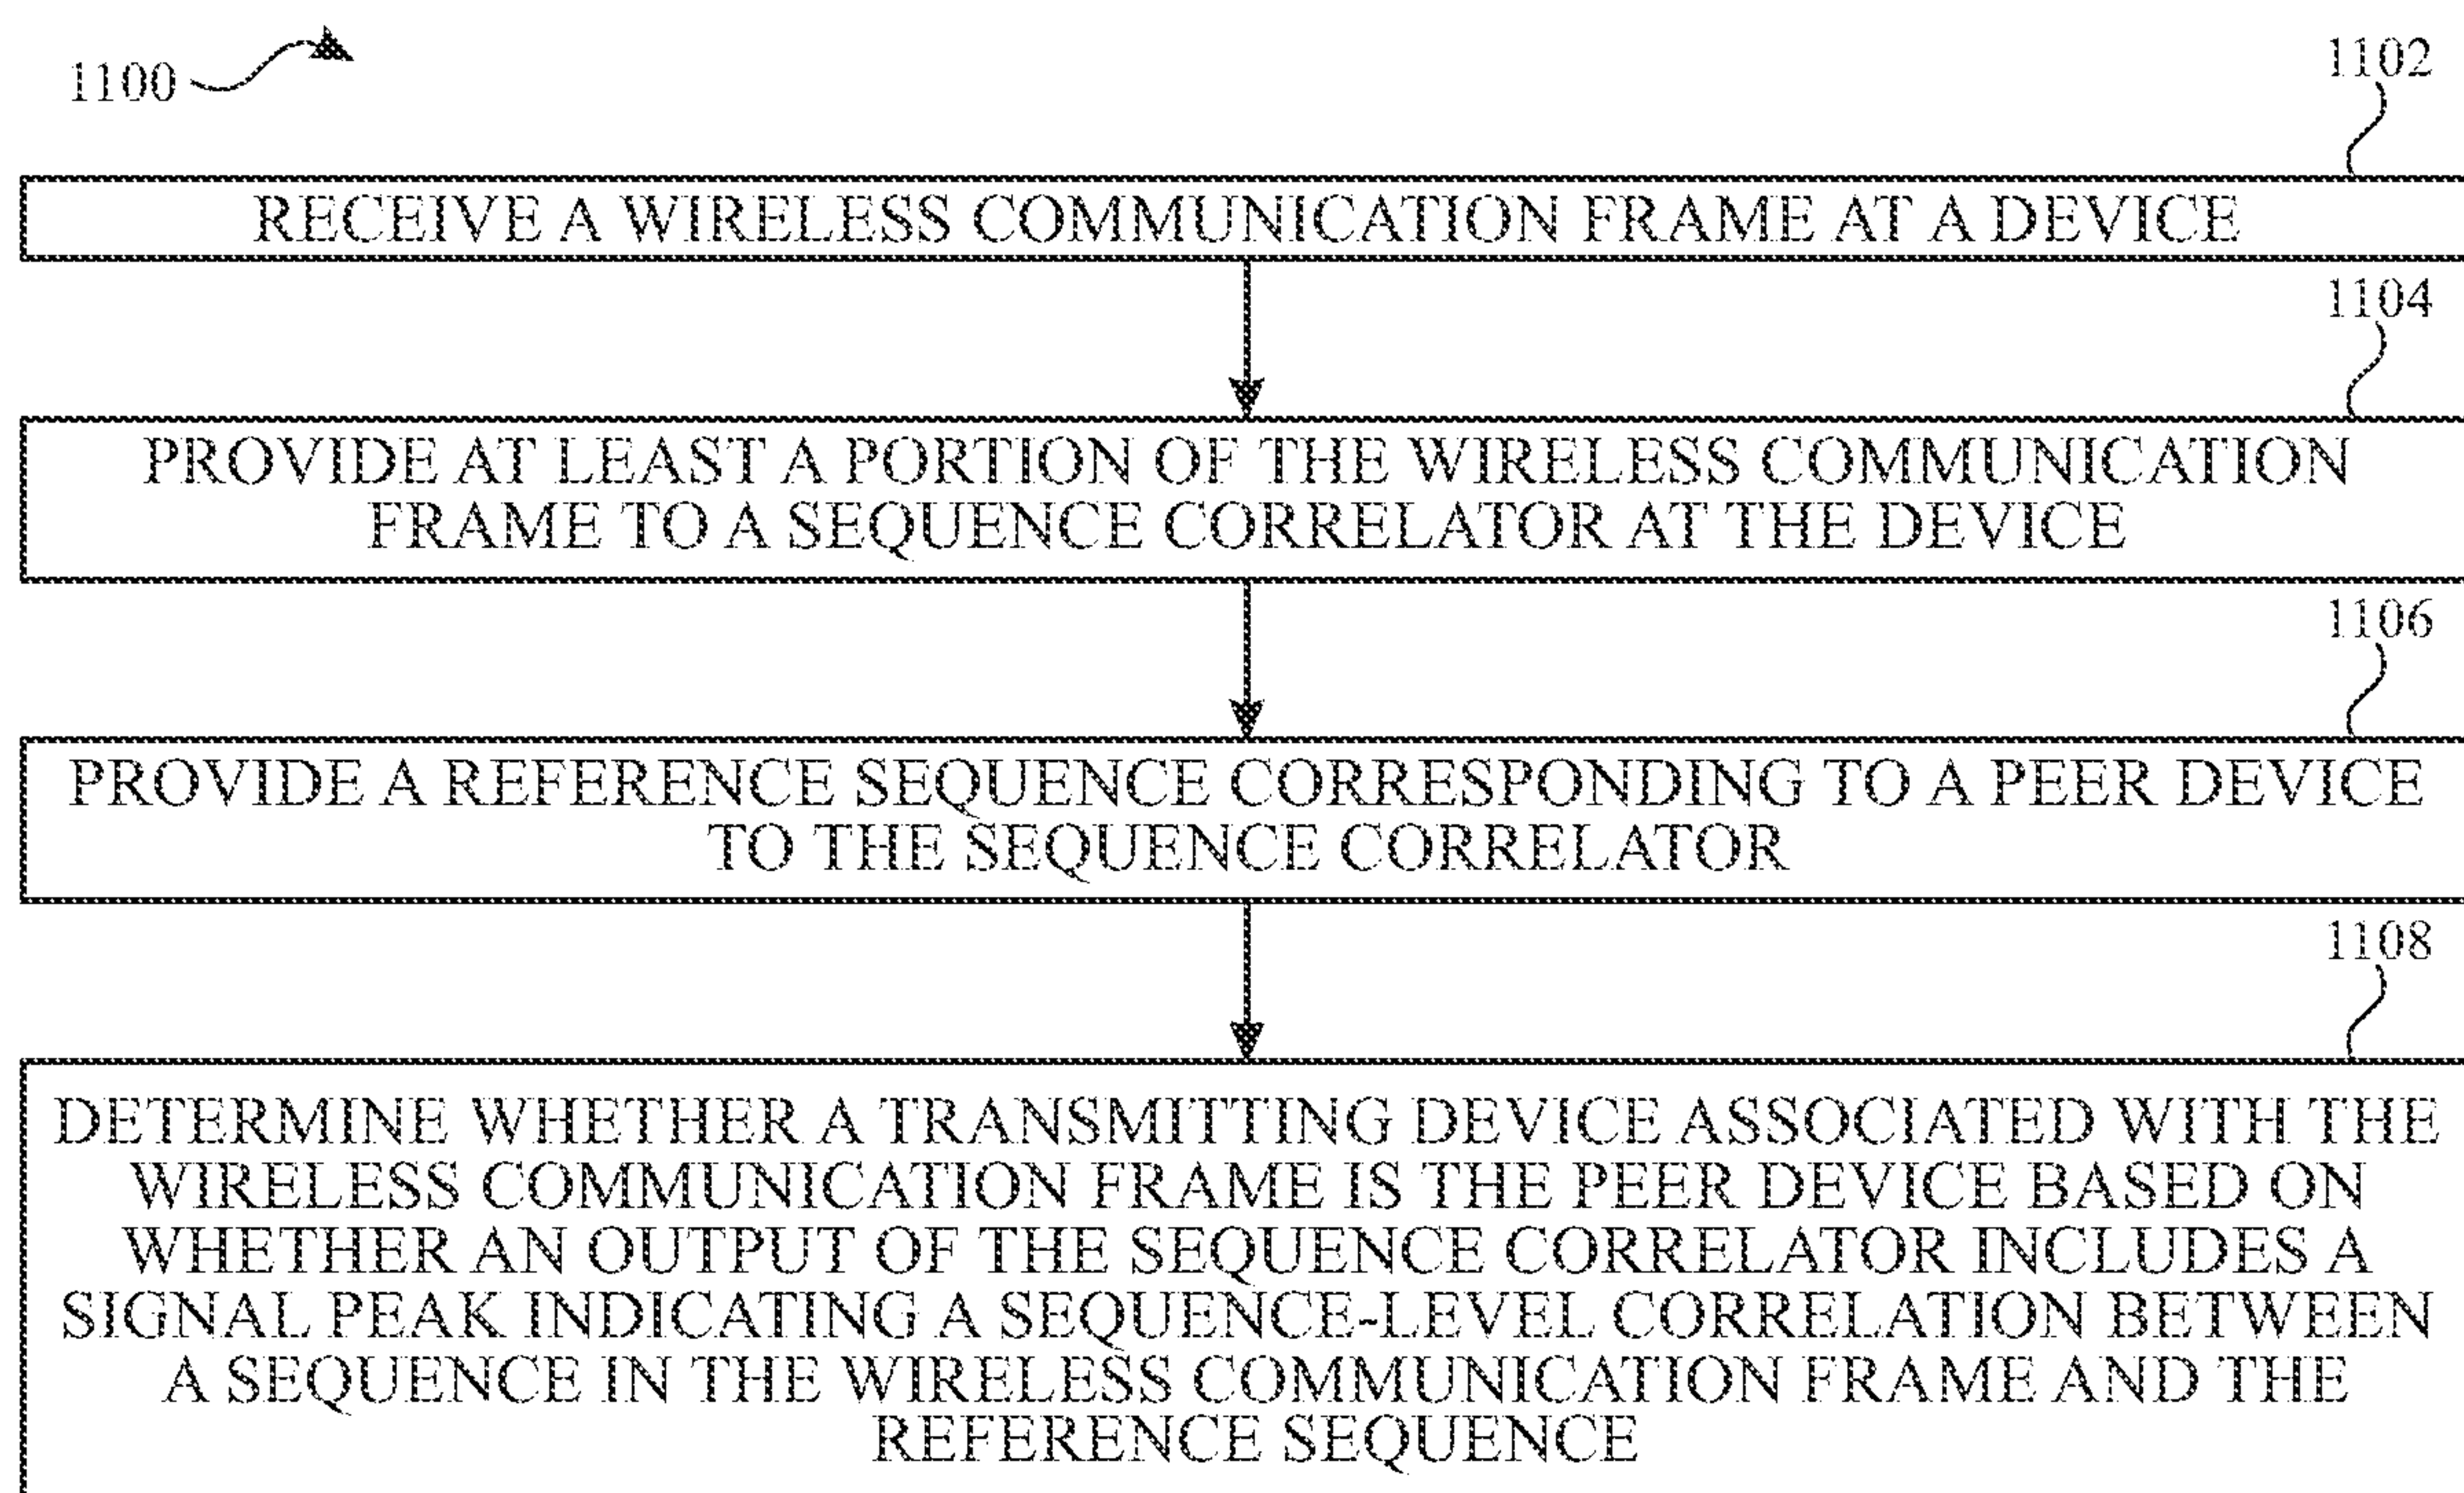 1100
1102
RECEIVE A WIRELESS COMMUNICATION FRAME AT A DEVICE
1104
PROVIDE AT LEAST A PORTION OF THE WIRELESS COMMUNICATION
FRAME TO A SEQUENCE CORRELATOR AT THE DEVICE
1106
PROVIDE A REFERENCE SEQUENCE CORRESPONDING TO A PEER DEVICE
TO THE SEQUENCE CORRELATOR
1108
DETERMINE WHETHER A TRANSMITTING DEVICE ASSOCIATED WITH THE
WIRELESS COMMUNICATION FRAME IS THE PEER DEVICE BASED ON
WHETHER AN OUTPUT OF THE SEQUENCE CORRELATOR INCLUDES A
SIGNAL PEAK INDICATING A SEQUENCE-LEVEL CORRELATION BETWEEN
A SEQUENCE IN THE WIRELESS COMMUNICATION FRAME AND THE
REFERENCE SEQUENCE